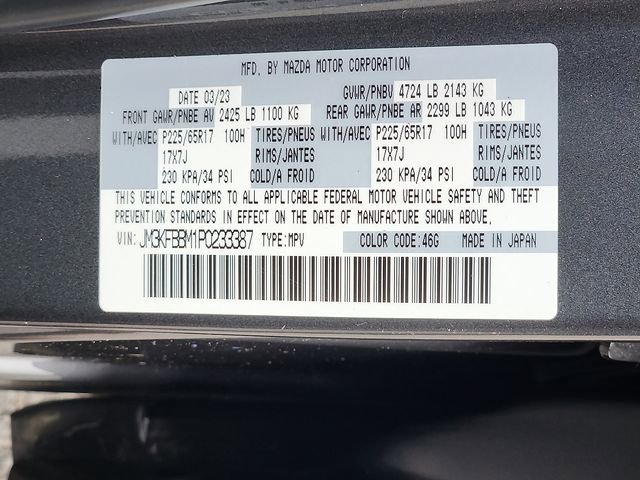 MFD. BY MAZDA MOTOR CORPORATION
DATE 03/23 GVWR/PNBV 4724 LB 2143 KG
FRONT GAWR/PNBE AV 2425 LB 1100 KG REAR GAWR/PNBE AR 2299 LB 1043 KG
WITH/AVEC P225/65R17 100H TIRES/PNEUS WITH/AVEC P225/65R17 100H TIRES/PNEUS
17X7J RIMS/JANTES 17X7J RIMS/JANTES
230 KPA/34 PSI COLD/A FROID 230 KPA/34 PSI COLD/A FROID
THIS VEHICLE CONFORMS TO ALL APPLICABLE FEDERAL MOTOR VEHICLE SAFETY AND THEFT
PREVENTION STANDARDS IN EFFECT ON THE DATE OF MANUFACTURE SHOWN ABOVE.
VIN: JM3KFBBM1P0233387 TYPE: MPV COLOR CODE: 46G MADE IN JAPAN